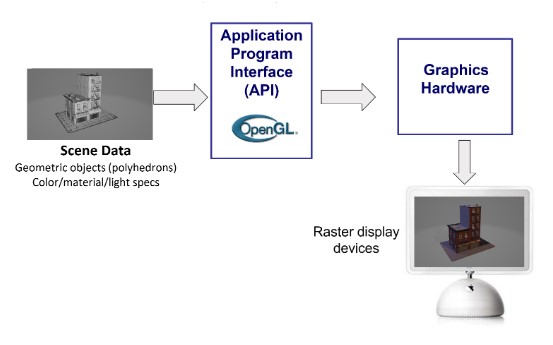 Application
Program
Interface
(API)
OpenGL.
Graphics
Hardware
Scene Data
Geometric objects (polyhedrons)
Color/material/light specs
Raster display
devices